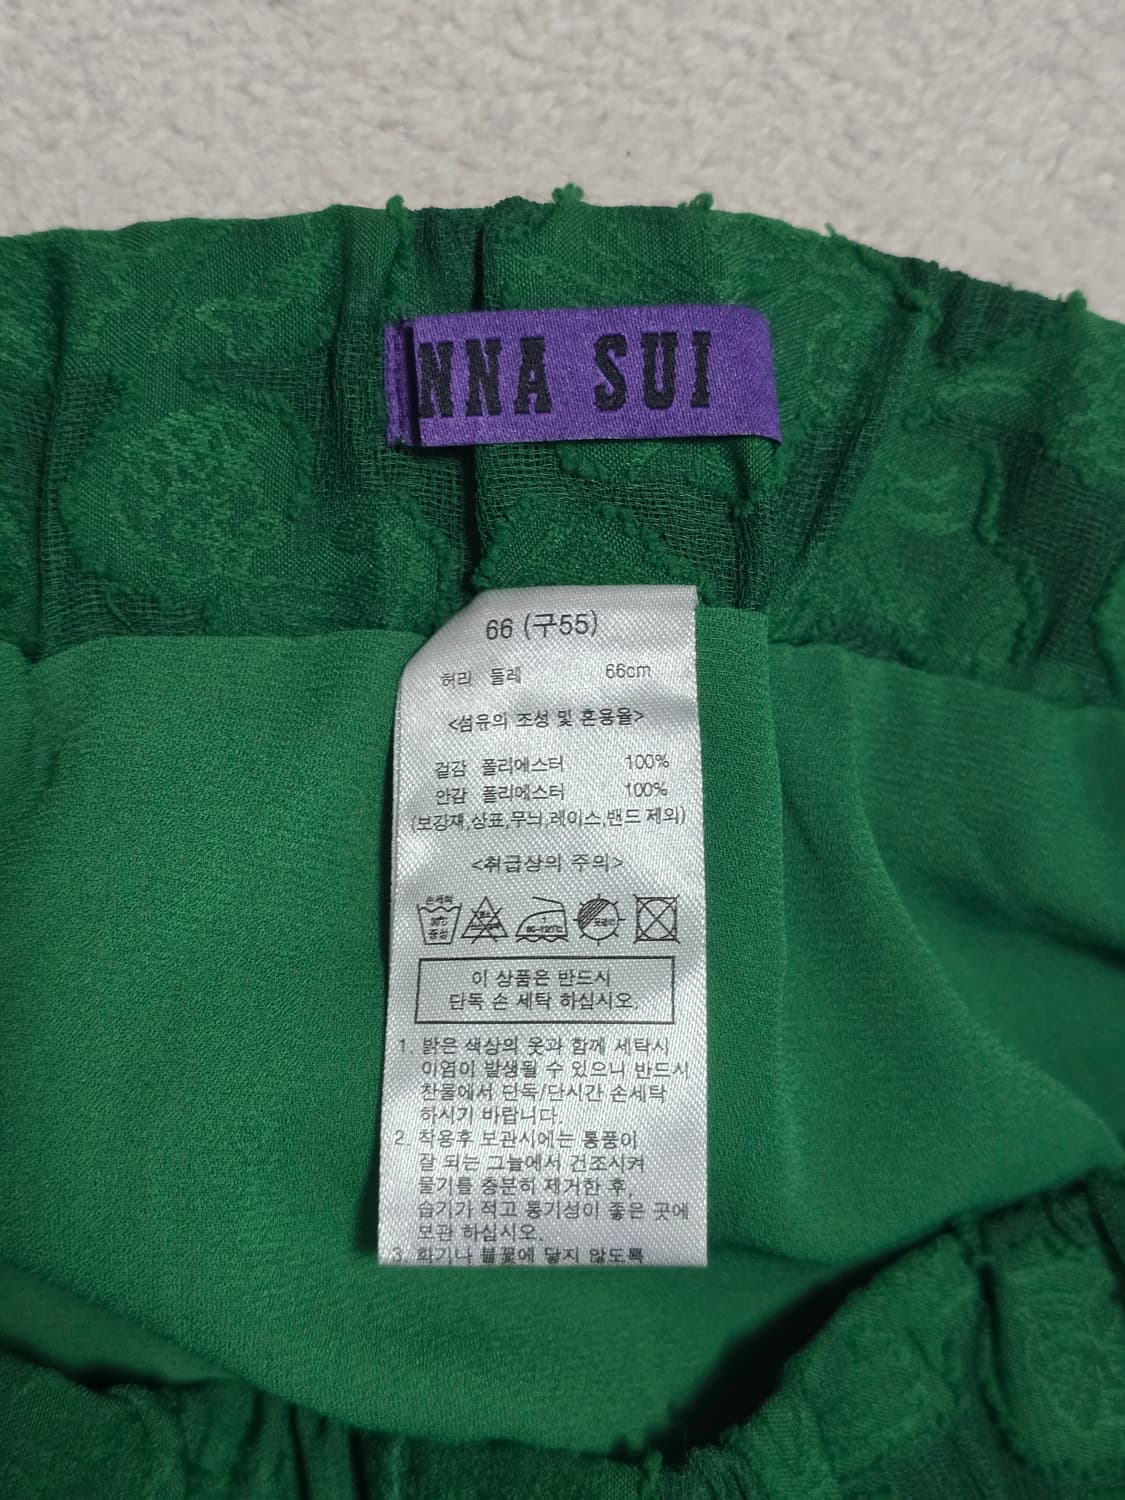 NNA SUI
66 (구55)
허리 둘레 66cm
<섬유의 조성 및 혼용율>
겉감 폴리에스터 100%
안감 폴리에스터 100%
(보강재,상표,무늬,레이스,밴드 제외)
<취급상의 주의>
손세탁
30℃
중성
80~120℃
이 상품은 반드시
단독 손 세탁 하십시오.
1. 밝은 색상의 옷과 함께 세탁시
이염이 발생될 수 있으니 반드시
찬물에서 단독/단시간 손세탁
하시기 바랍니다.
2. 착용후 보관시에는 통풍이
잘 되는 그늘에서 건조시켜
물기를 충분히 제거한 후,
습기가 적고 통기성이 좋은 곳에
보관 하십시오.
3. 화기나 불꽃에 닿지 않도록